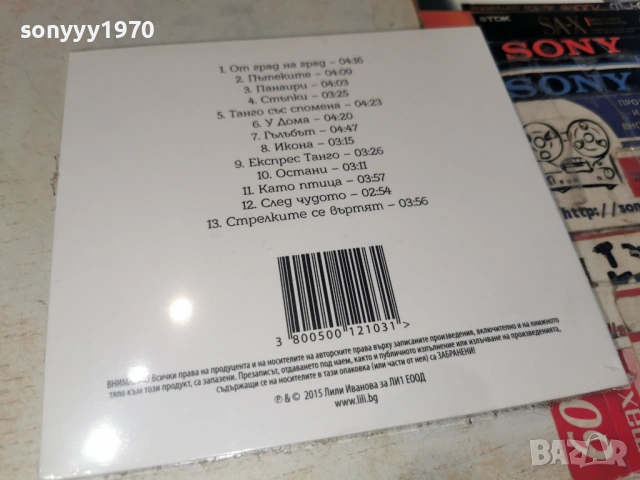 sonyyy1970
1. От град на град – 04:16
2. Пътеките – 04:09
3. Панаири – 04:03
4. Стъпки – 03:25
5. Танго със спомена – 04:23
6. У Дома – 04:20
7. Гълъбът – 04:47
8. Икона – 03:15
9. Експрес Танго – 03:26
10. Остани – 03:11
11. Като птица – 03:57
12. След чудото – 02:54
13. Стрелките се въртят – 03:56
3 800500 121031 >
Всички права на продуцента и на носителите на авторските права върху записаните произведения, включително и на книжното
тяло към този продукт, са запазени. Презаписът, отдаването под наем, както и публичното изпълнение или излъчване на произведенията,
съдържащи се на носителите в тази опаковка (или части от нея) са ЗАБРАНЕНИ!
℗ & © 2015 Лили Иванова за ЛИ1 ЕООД
www.lili.bg
TDK
SA-X
SONY
SONY
http://son
bazar